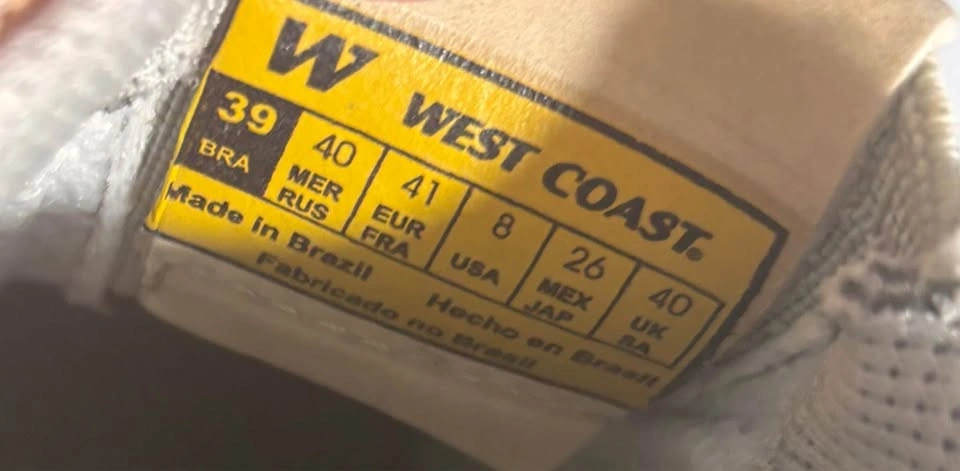 W
WEST COAST®
39 40 41 8 26 40
BRA MER EUR USA MEX UK
RUS FRA JAP SA
Made in Brazil Hecho en Brasil
Fabricado no Brasil